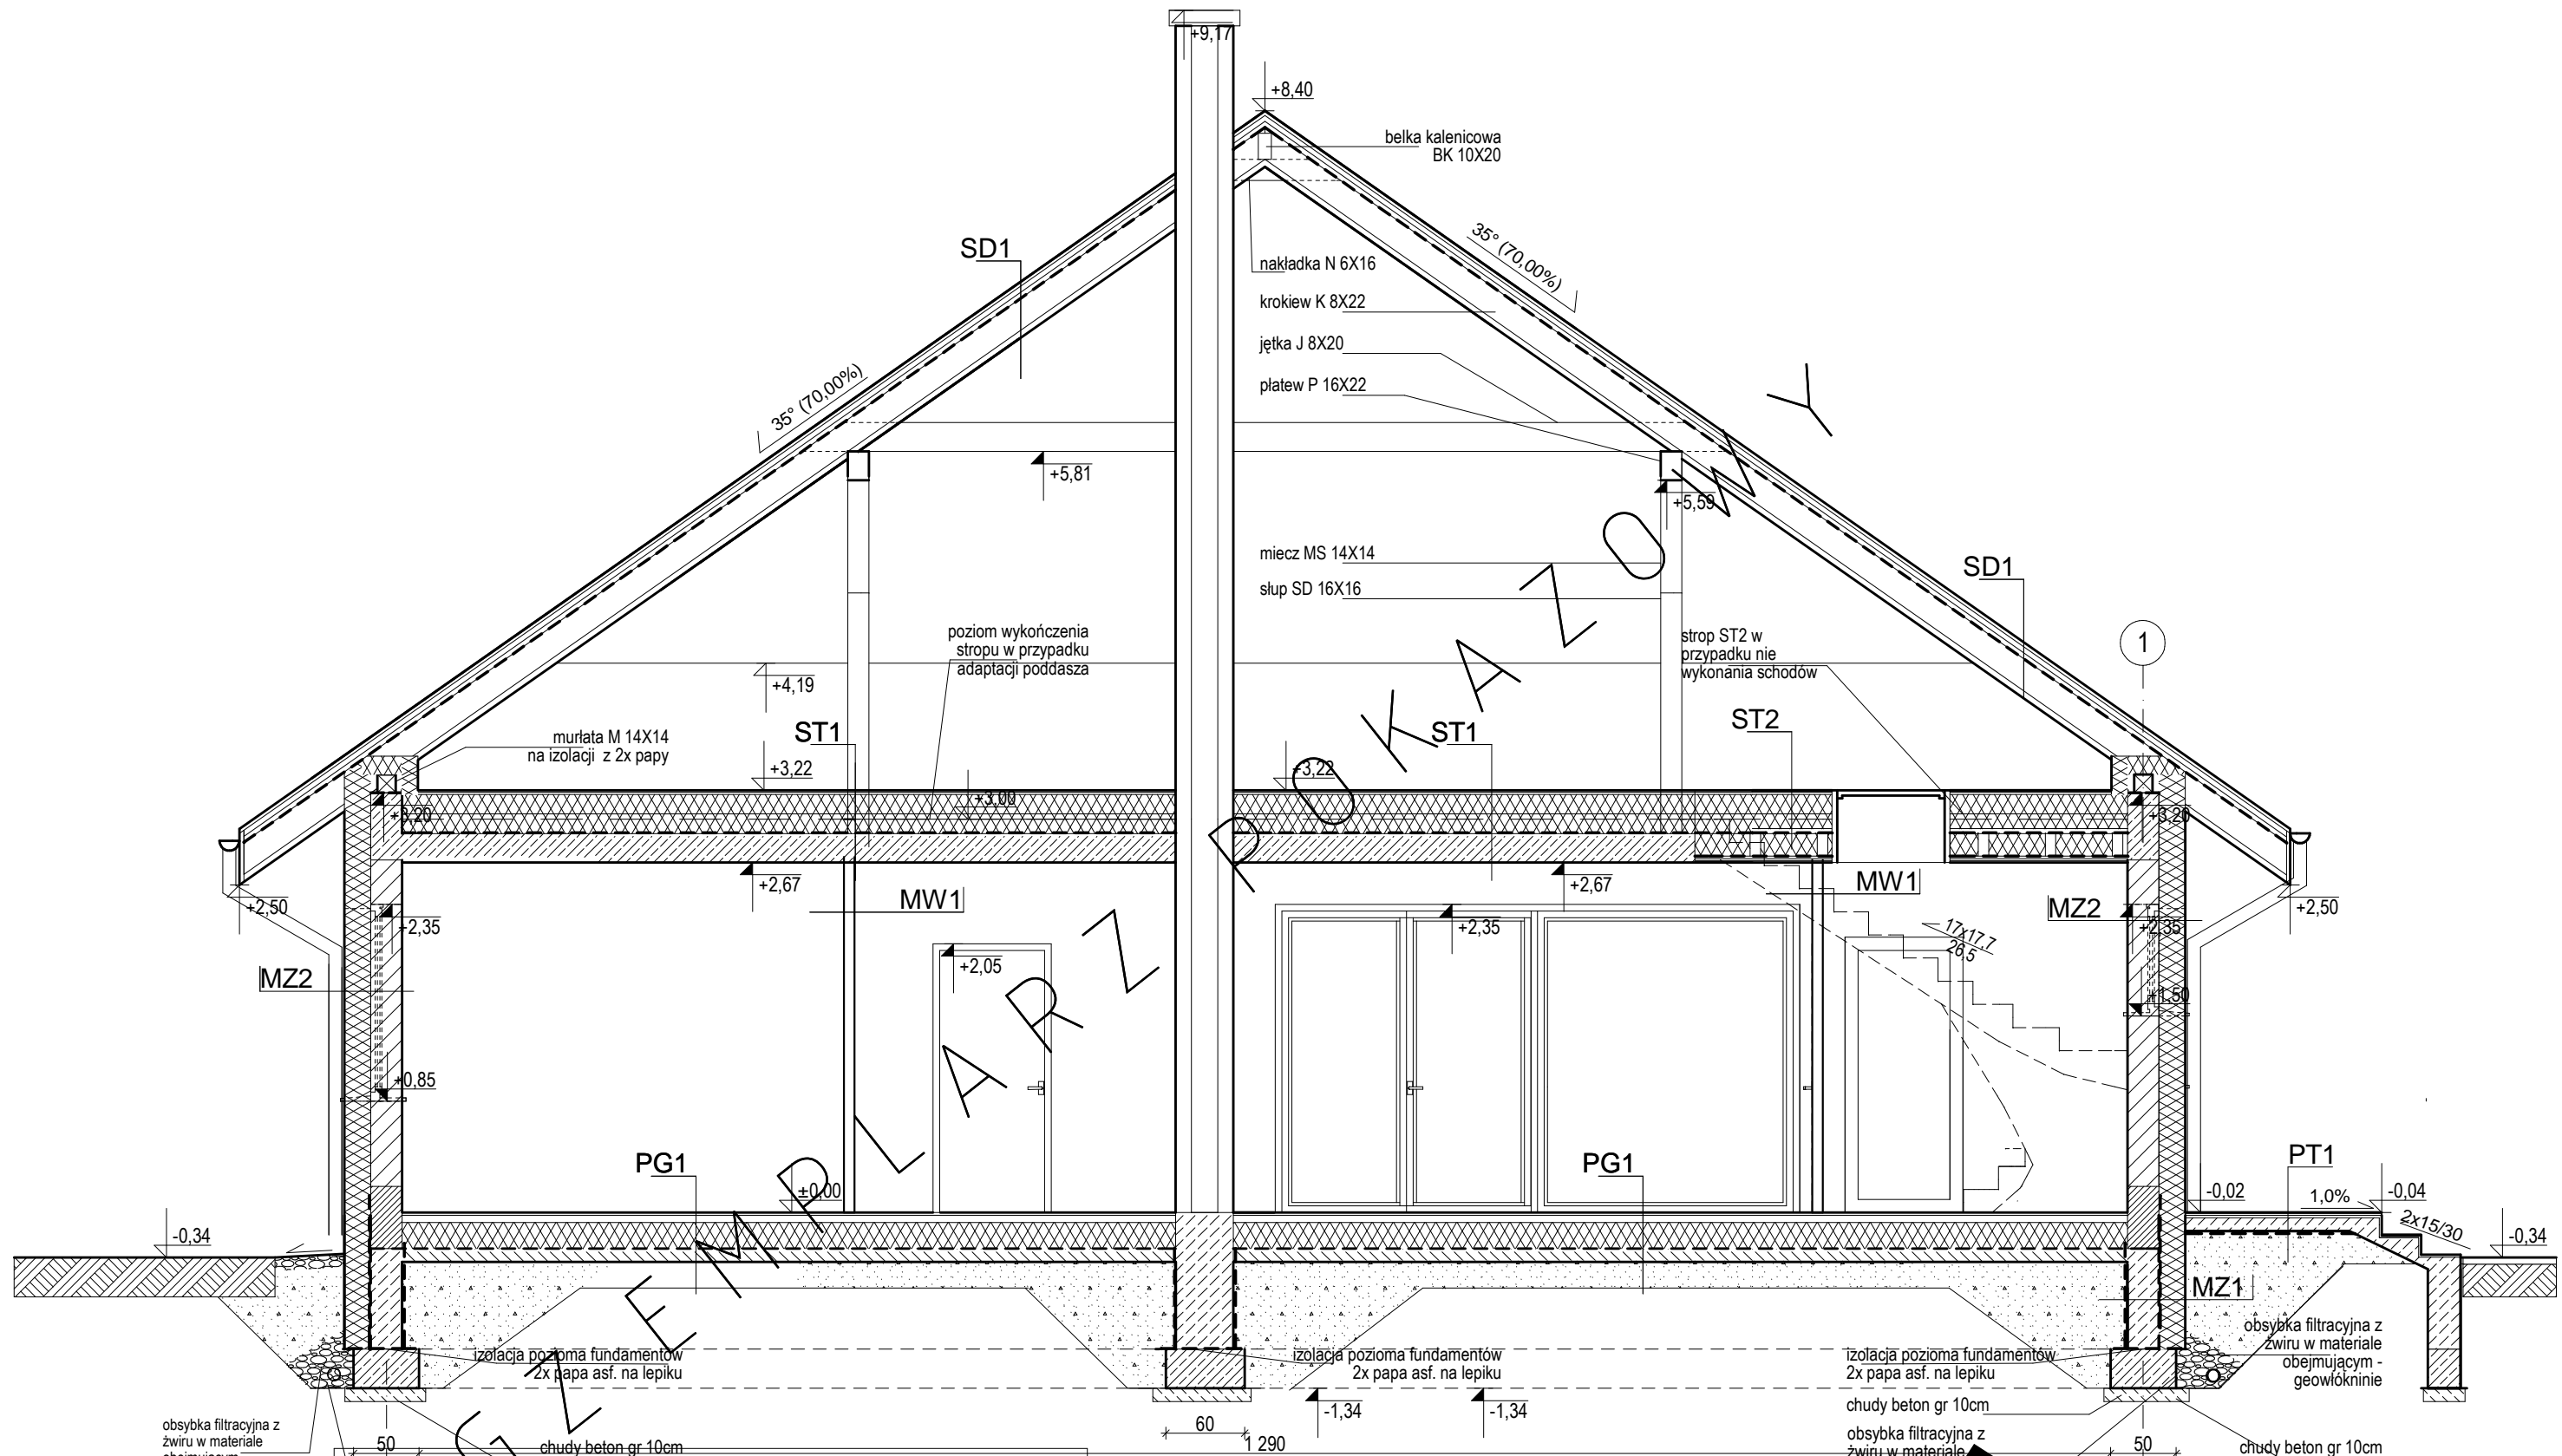 +9,17
+8,40
belka kalenicowa
BK 10X20
SD1
35° (70,00%)
nakładka N 6X16
krokiew K 8X22
jętka J 8X20
płatew P 16X22
35° (70,00%)
+5,81
+5,59
miecz MS 14X14
słup SD 16X16
SD1
poziom wykończenia
stropu w przypadku
adaptacji poddasza
strop ST2 w
przypadku nie
wykonania schodów
1
+4,19
murłata M 14X14
na izolacji z 2x papy
ST1
ST1
ST2
+3,22
+3,22
+3,20
+3,00
+3,20
+2,67
+2,67
MW1
MW1
MZ2
+2,50
+2,35
+2,35
+2,35
+2,50
17x17,7
26,5
MZ2
+2,05
+1,50
+0,85
PG1
PG1
PT1
±0,00
-0,02
1,0%
-0,04
2x15/30
-0,34
-0,34
MZ1
izolacja pozioma fundamentów
2x papa asf. na lepiku
izolacja pozioma fundamentów
2x papa asf. na lepiku
izolacja pozioma fundamentów
2x papa asf. na lepiku
obsybka filtracyjna z
żwiru w materiale
obejmującym -
geowłókninie
-1,34
-1,34
chudy beton gr 10cm
obsybka filtracyjna z
żwiru w materiale
obejmującym
obsybka filtracyjna z
żwiru w materiale
50
chudy beton gr 10cm
60
1 290
50
chudy beton gr 10cm
GZEMPLARZ POKAZOWY